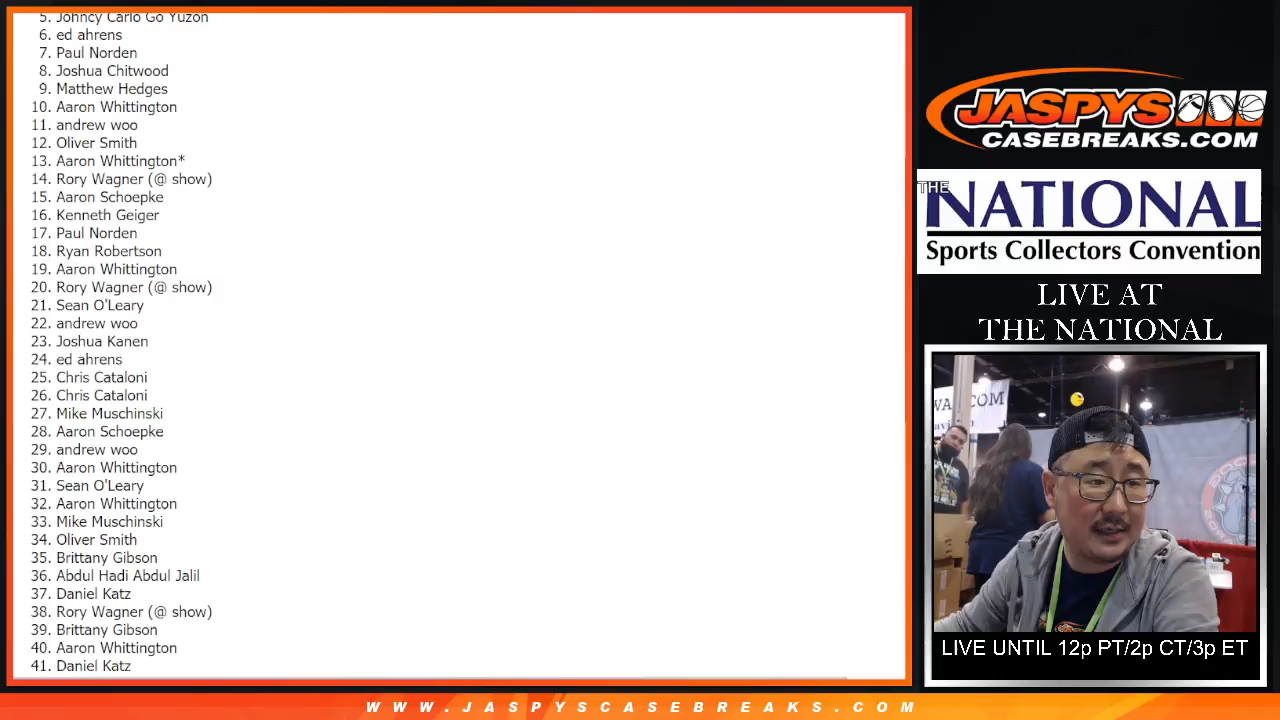 5. Johncy Carlo Go Yuzon
6. ed ahrens
7. Paul Norden
8. Joshua Chitwood
9. Matthew Hedges
10. Aaron Whittington
11. andrew woo
12. Oliver Smith
13. Aaron Whittington*
14. Rory Wagner (@ show)
15. Aaron Schoepke
16. Kenneth Geiger
17. Paul Norden
18. Ryan Robertson
19. Aaron Whittington
20. Rory Wagner (@ show)
21. Sean O'Leary
22. andrew woo
23. Joshua Kanen
24. ed ahrens
25. Chris Cataloni
26. Chris Cataloni
27. Mike Muschinski
28. Aaron Schoepke
29. andrew woo
30. Aaron Whittington
31. Sean O'Leary
32. Aaron Whittington
33. Mike Muschinski
34. Oliver Smith
35. Brittany Gibson
36. Abdul Hadi Abdul Jalil
37. Daniel Katz
38. Rory Wagner (@ show)
39. Brittany Gibson
40. Aaron Whittington
41. Daniel Katz
JASPYS
CASEBREAKS.COM
THE
NATIONAL
Sports Collectors Convention
LIVE AT
THE NATIONAL
LIVE UNTIL 12p PT/2p CT/3p ET
WWW.JASPYSCASEBREAKS.COM